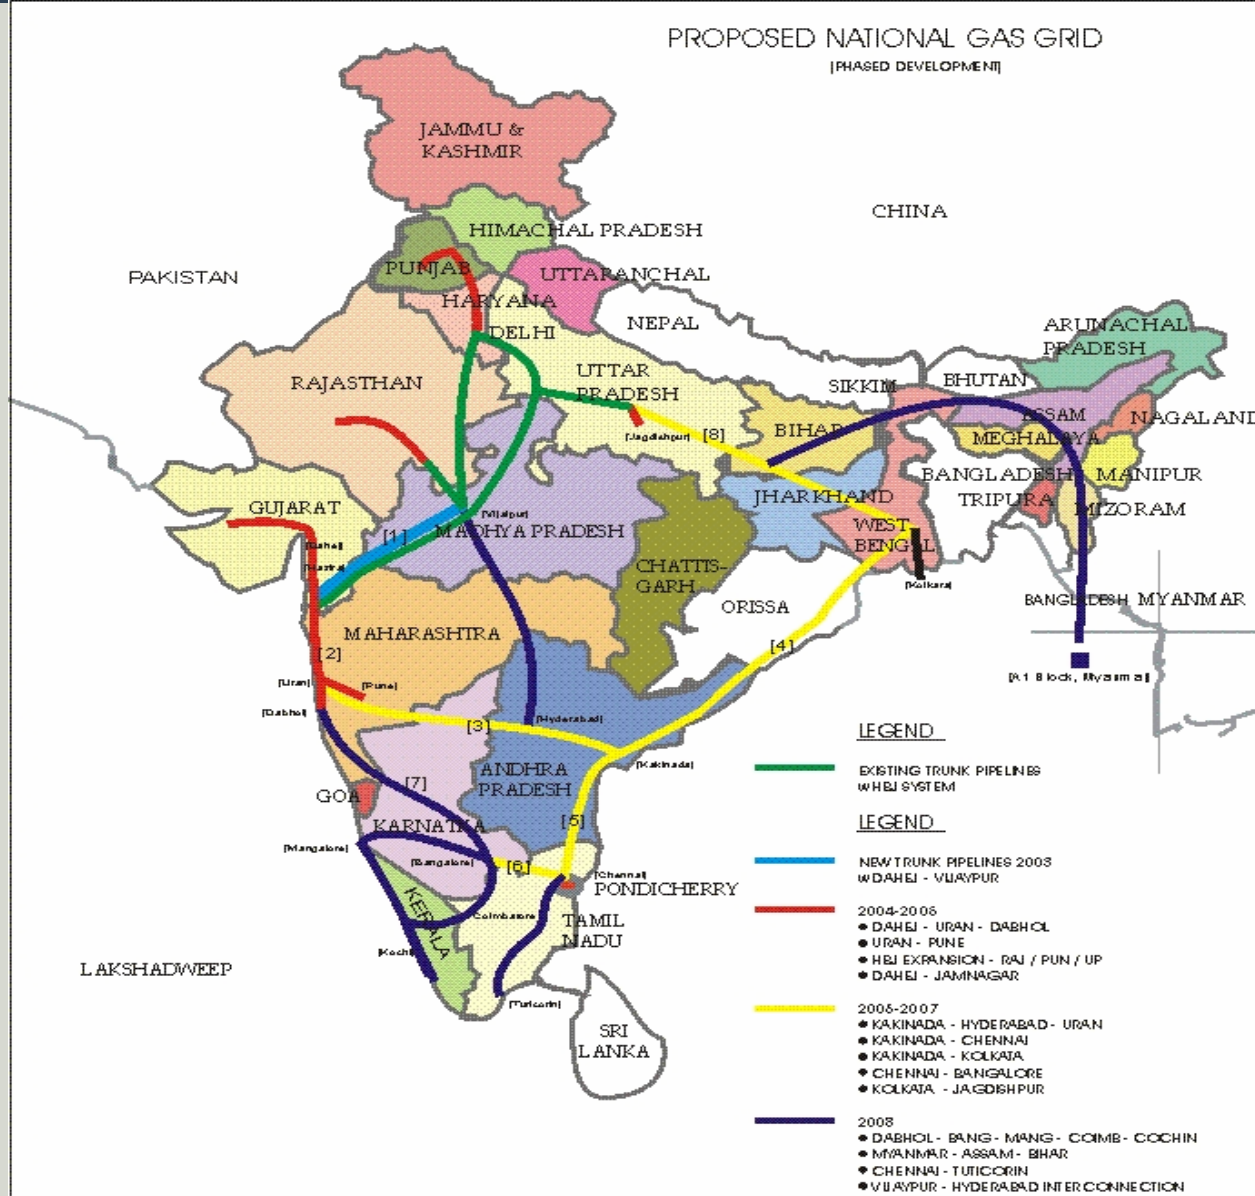 PROPOSED NATIONAL GAS GRID
[PHASED DEVELOPMENT]
JAMMU &
KASHMIR
CHINA
HIMACHAL PRADESH
PAKISTAN
PUNJAB
UTTARANCHAL
HARYANA
NEPAL
DELHI
ARUNACHAL
PRADESH
RAJASTHAN
UTTAR
PRADESH
SIKKIM
BHUTAN
[Jagdishpur]
[8]
BIHAR
ASSAM
NAGALAND
MEGHALAYA
BANGLADESH
MANIPUR
GUJARAT
[Vijaipur]
JHARKHAND
TRIPURA
MIZORAM
[Dahej]
[1]
MADHYA PRADESH
WEST
BENGAL
[Hazira]
CHATTIS-
GARH
[Kolkara]
ORISSA
BANGLADESH
MYANMAR
MAHARASHTRA
[2]
[4]
[Uran]
[Pune]
[A1 Block, Myanmar]
[Dabhol]
[3]
[Hyderabad]
[Kakinada]
ANDHRA
PRADESH
GOA
[7]
KARNATKA
[5]
[Mangalore]
[Bangalore]
[6]
[Chennai]
PONDICHERRY
KERALA
Coimbatore]
TAMIL
NADU
[Kochi]
LAKSHADWEEP
[Tuticorin]
SRI
LANKA
LEGEND
EXISTING TRUNK PIPELINES
w HBJ SYSTEM
LEGEND
NEW TRUNK PIPELINES 2003
w DAHEJ - VIJAYPUR
2004-2005
● DAHEJ - URAN - DABHOL
● URAN - PUNE
● HBJ EXPANSION - RAJ / PUN / UP
● DAHEJ - JAMNAGAR
2005-2007
● KAKINADA - HYDERABAD - URAN
● KAKINADA - CHENNAI
● KAKINADA - KOLKATA
● CHENNAI - BANGALORE
● KOLKATA - JAGDISHPUR
2008
● DABHOL - BANG - MANG - COIMB - COCHIN
● MYANMAR - ASSAM - BIHAR
● CHENNAI - TUTICORIN
● VIJAYPUR - HYDERABAD INTERCONNECTION